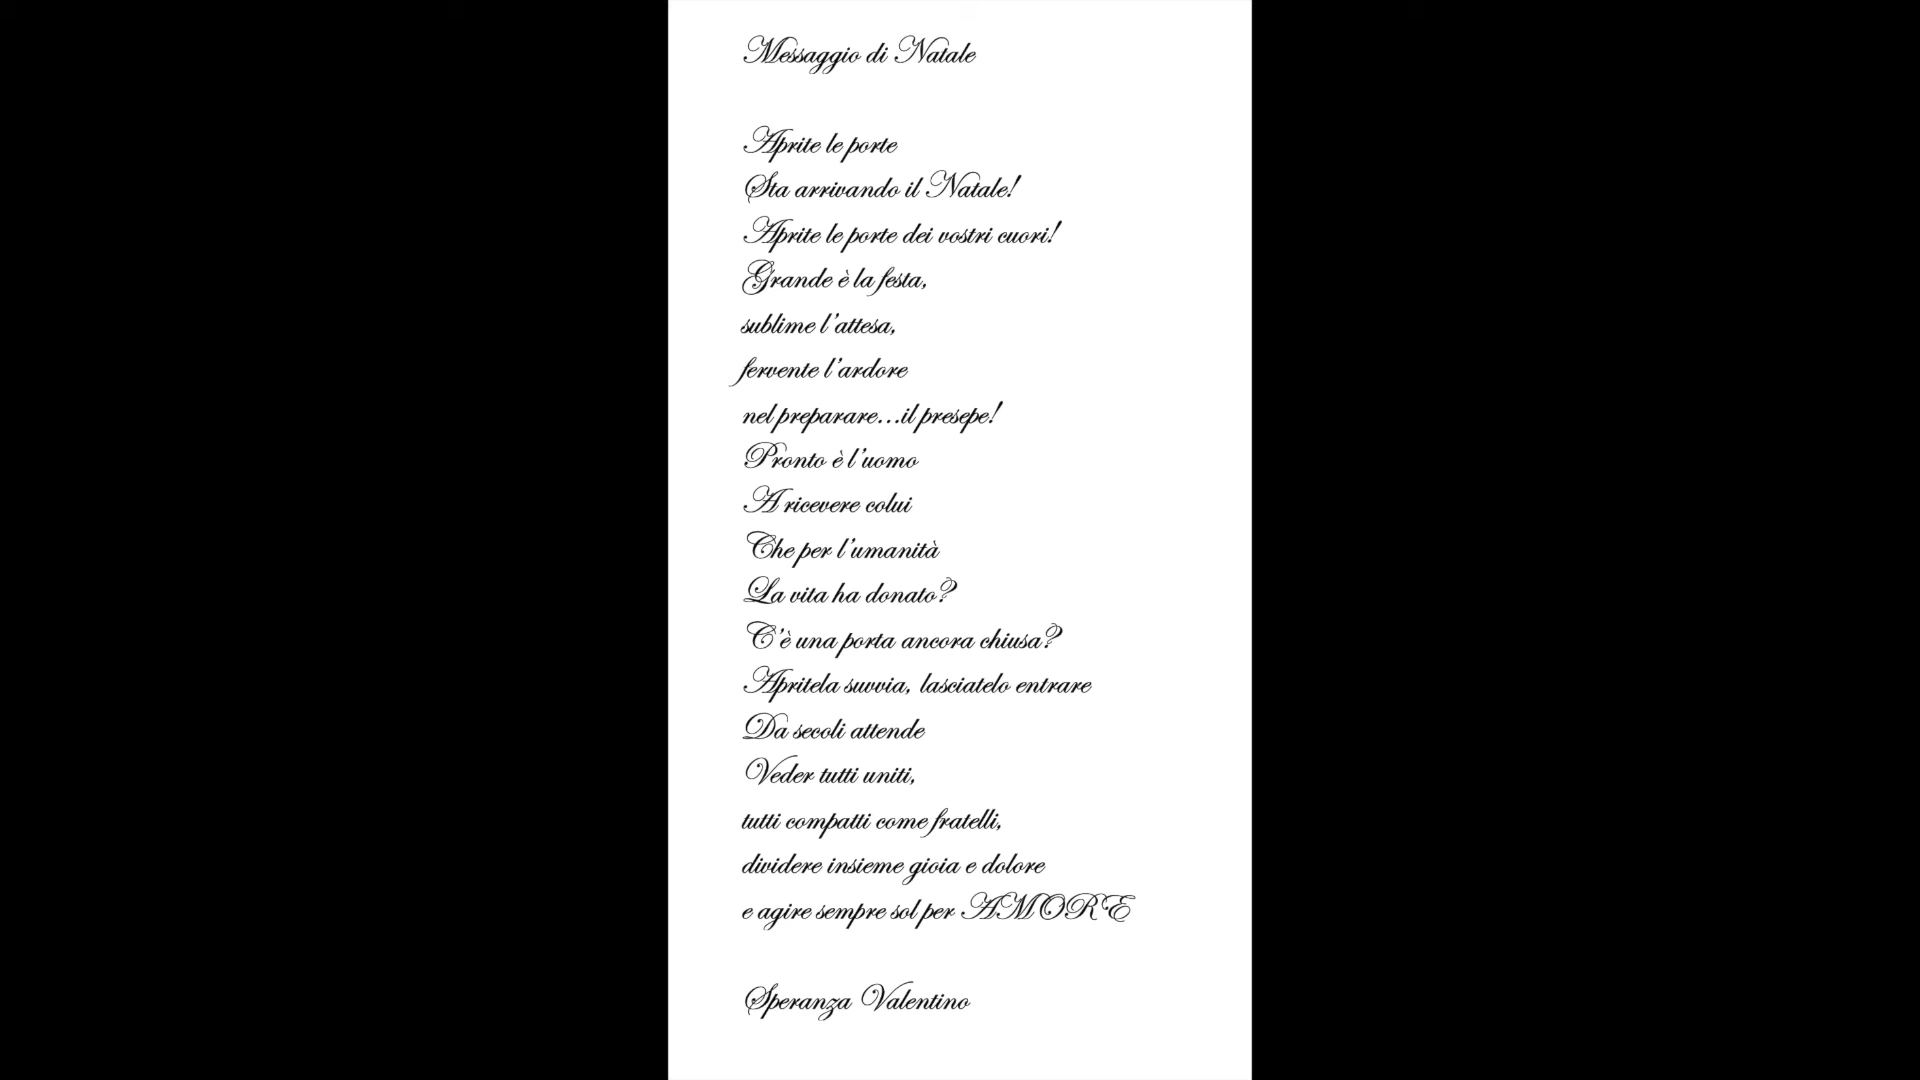 Messaggio di Natale
Aprite le porte
Sta arrivando il Natale!
Aprite le porte dei vostri cuori!
Grande è la festa,
sublime l'attesa,
fervente l'ardore
nel preparare...il presepe!
Pronto è l'uomo
A ricevere colui
Che per l'umanità
La vita ha donato?
C'è una porta ancora chiusa?
Apritela suvvia, lasciatelo entrare
Da secoli attende
Veder tutti uniti,
tutti compatti come fratelli,
dividere insieme gioia e dolore
e agire sempre sol per AMORE
Speranza Valentino